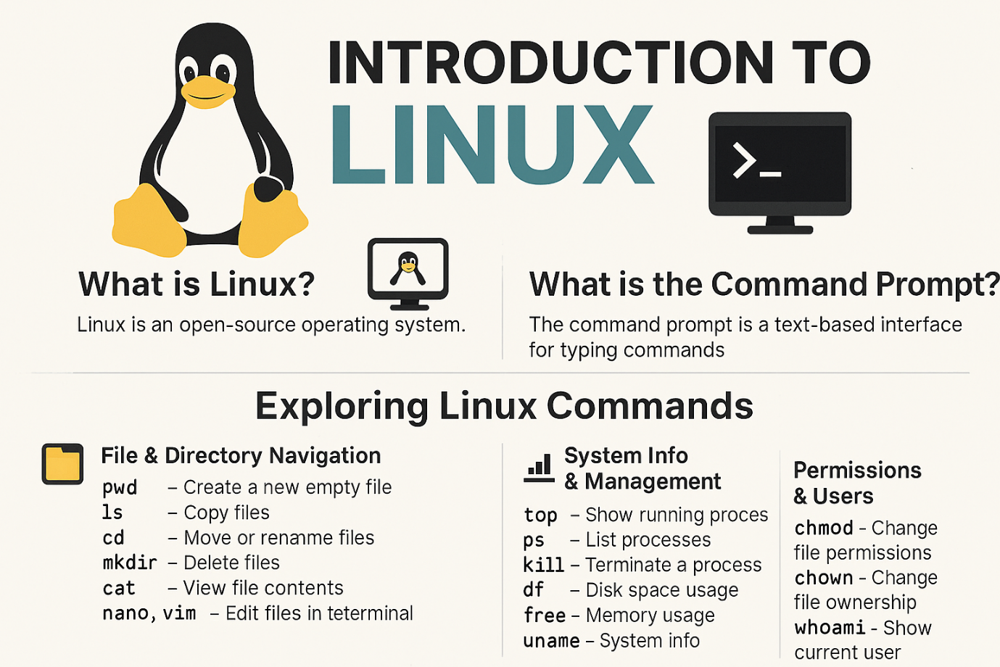 INTRODUCTION TO
LINUX
>_
What is Linux?
Linux is an open-source operating system.
What is the Command Prompt?
The command prompt is a text-based interface
for typing commands
Exploring Linux Commands
File & Directory Navigation
pwd – Create a new empty file
ls – Copy files
cd – Move or renanme files
mkdir – Delete files
cat – View file contents
nano, vim – Edit files in teterminal
System Info
& Management
top – Show running proces
ps – List processes
kill – Terminate a process
df – Disk space usage
free – Memory usage
uname – System info
Permissions
& Users
chmod - Change
file permissions
chown - Change
file ownership
whoami - Show
current user